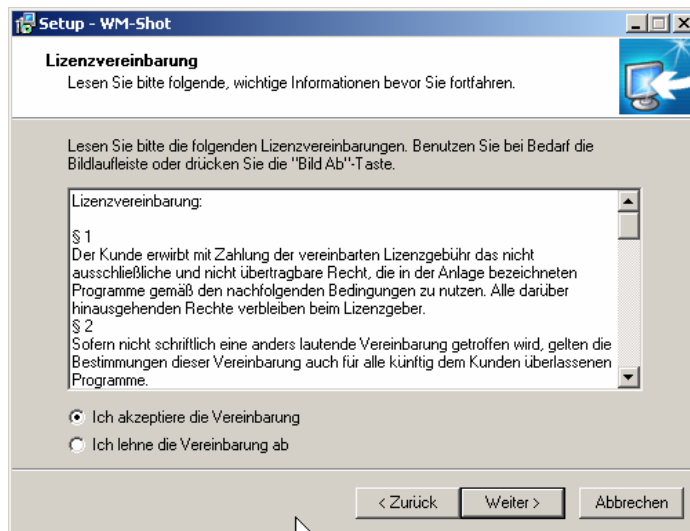 Setup - WM-Shot
Lizenzvereinbarung
Lesen Sie bitte folgende, wichtige Informationen bevor Sie fortfahren.
Lesen Sie bitte die folgenden Lizenzvereinbarungen. Benutzen Sie bei Bedarf die
Bildlaufleiste oder drücken Sie die "Bild Ab"-Taste.
Lizenzvereinbarung:
§ 1
Der Kunde erwirbt mit Zahlung der vereinbarten Lizenzgebühr das nicht
ausschließliche und nicht übertragbare Recht, die in der Anlage bezeichneten
Programme gemäß den nachfolgenden Bedingungen zu nutzen. Alle darüber
hinausgehenden Rechte verbleiben beim Lizenzgeber.
§ 2
Sofern nicht schriftlich eine anders lautende Vereinbarung getroffen wird, gelten die
Bestimmungen dieser Vereinbarung auch für alle künftig dem Kunden überlassenen
Programme.
Ich akzeptiere die Vereinbarung
Ich lehne die Vereinbarung ab
< Zurück Weiter > Abbrechen